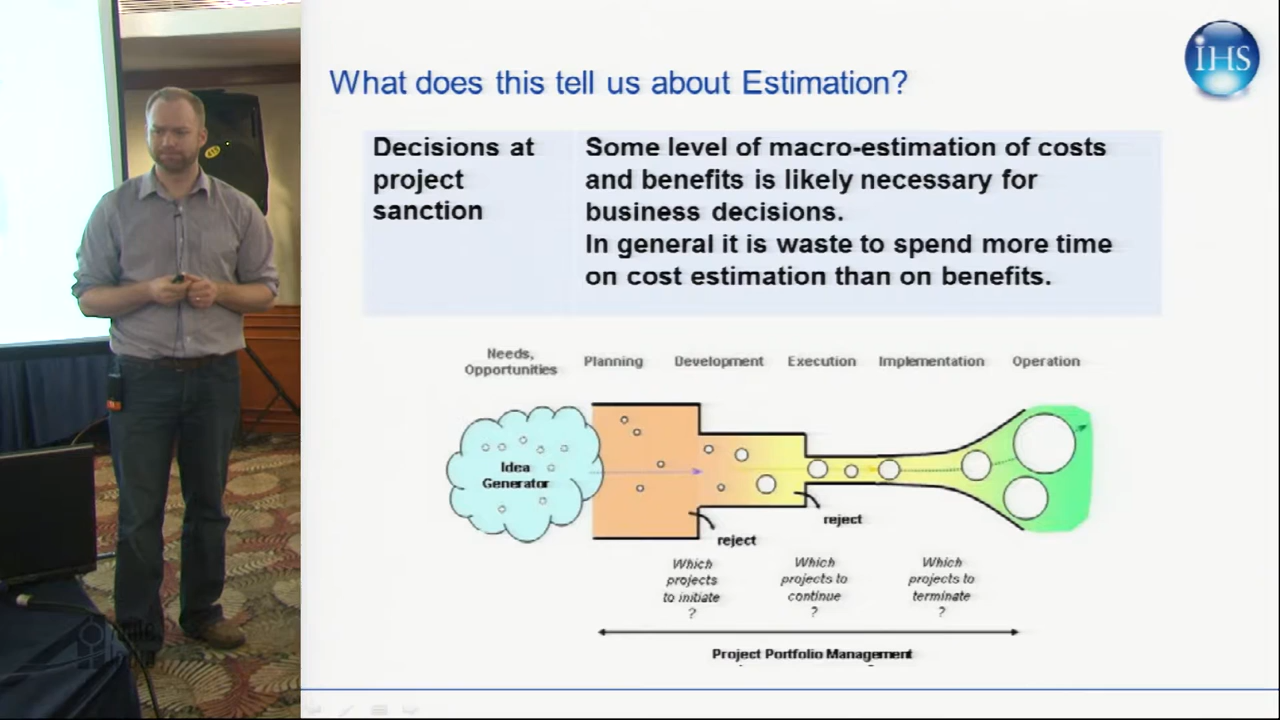 IHS
What does this tell us about Estimation?
Decisions at
project
sanction
Some level of macro-estimation of costs
and benefits is likely necessary for
business decisions.
In general it is waste to spend more time
on cost estimation than on benefits.
Needs,
Opportunities
Planning
Development
Execution
Implementation
Operation
Idea
Generator
reject
reject
Which
projects
to initiate
?
Which
projects to
continue
?
Which
projects to
terminate
?
Project Portfolio Management